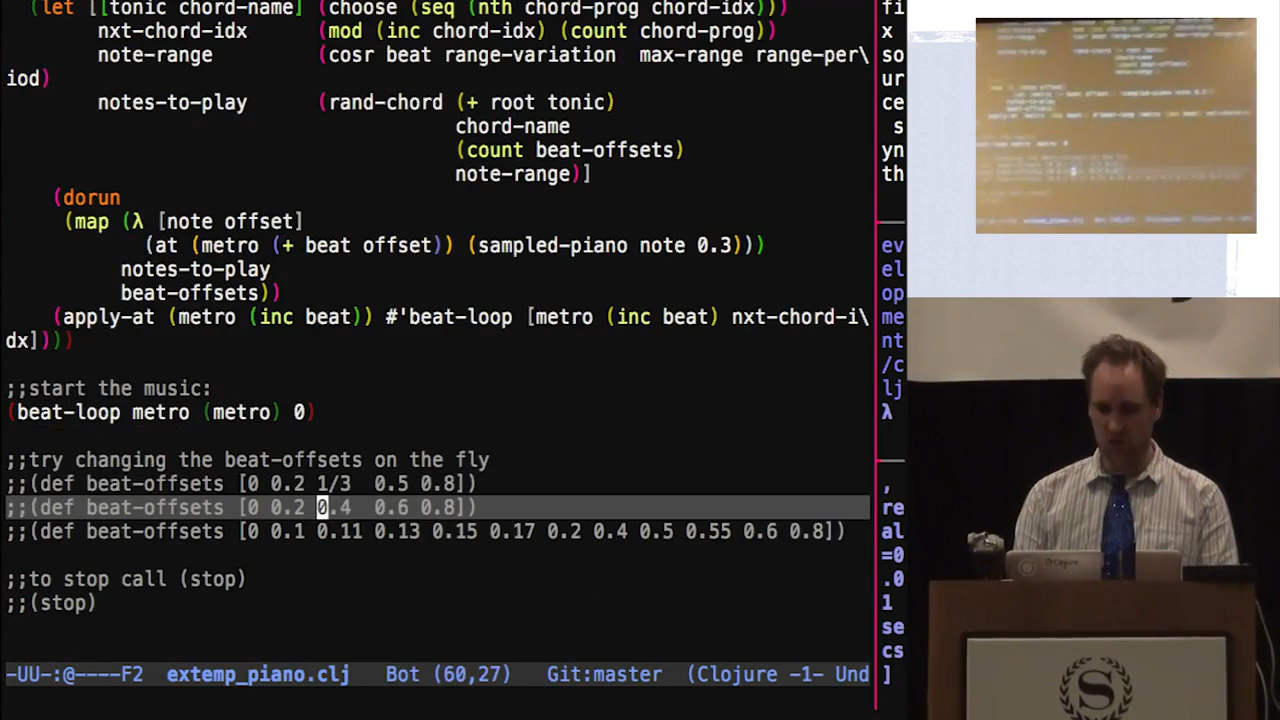 (let [[tonic chord-name] (choose (seq (nth chord-prog chord-idx)))
nxt-chord-idx (mod (inc chord-idx) (count chord-prog))
note-range (cosr beat range-variation max-range range-per\
iod)
notes-to-play (rand-chord (+ root tonic)
chord-name
(count beat-offsets)
note-range)]
(dorun
(map (λ [note offset]
(at (metro (+ beat offset)) (sampled-piano note 0.3)))
notes-to-play
beat-offsets))
(apply-at (metro (inc beat)) #'beat-loop [metro (inc beat) nxt-chord-i\
dx])))
;;start the music:
(beat-loop metro (metro) 0)
;;try changing the beat-offsets on the fly
;;(def beat-offsets [0 0.2 1/3 0.5 0.8])
;;(def beat-offsets [0 0.2 0.4 0.6 0.8])
;;(def beat-offsets [0 0.1 0.11 0.13 0.15 0.17 0.2 0.4 0.5 0.55 0.6 0.8])
;;to stop call (stop)
;;(stop)
-UU-:@----F2 extemp_piano.clj Bot (60,27) Git:master (Clojure -1- Und
fi
x
so
ur
ce
s
yn
th
ev
el
op
me
nt
/c
lj
λ
,
re
al
=0
.0
1
se
cs
]
Clojure
S